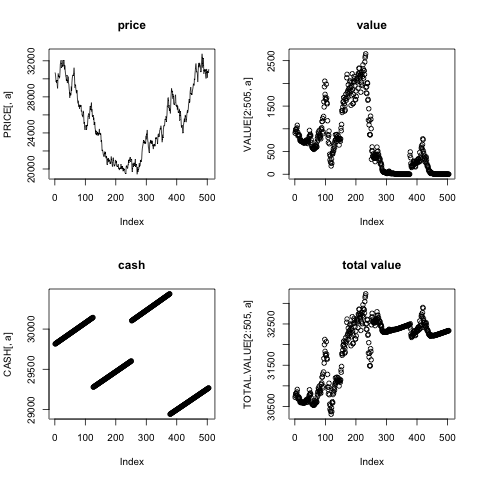 price
PRICE[, a]
20000 24000 28000 32000
0 100 200 300 400 500
Index
value
VALUE[2:505, a]
0 500 1500 2500
0 100 200 300 400 500
Index
cash
CASH[, a]
29000 29500 30000
0 100 200 300 400 500
Index
total value
TOTAL.VALUE[2:505, a]
30500 31500 32500
0 100 200 300 400 500
Index